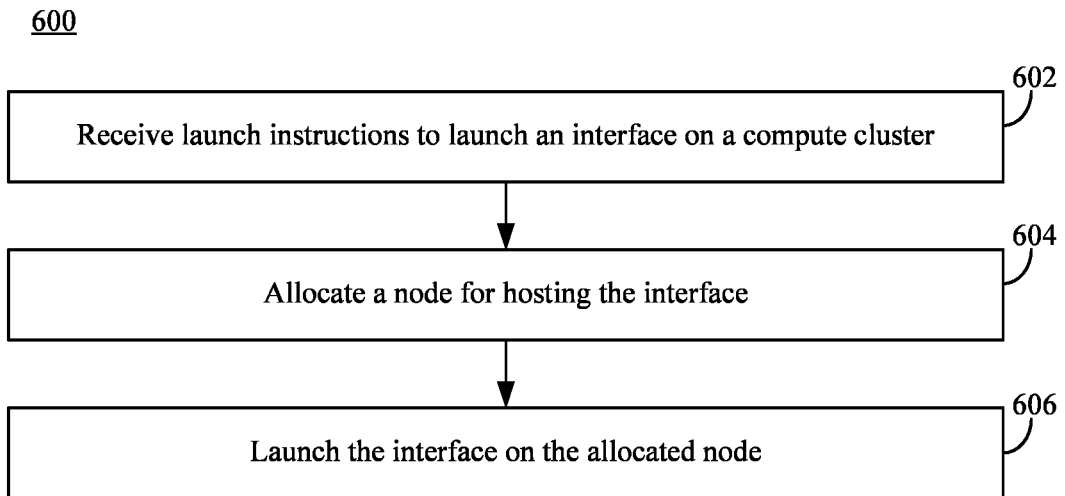 600
602
Receive launch instructions to launch an interface on a compute cluster
604
Allocate a node for hosting the interface
606
Launch the interface on the allocated node